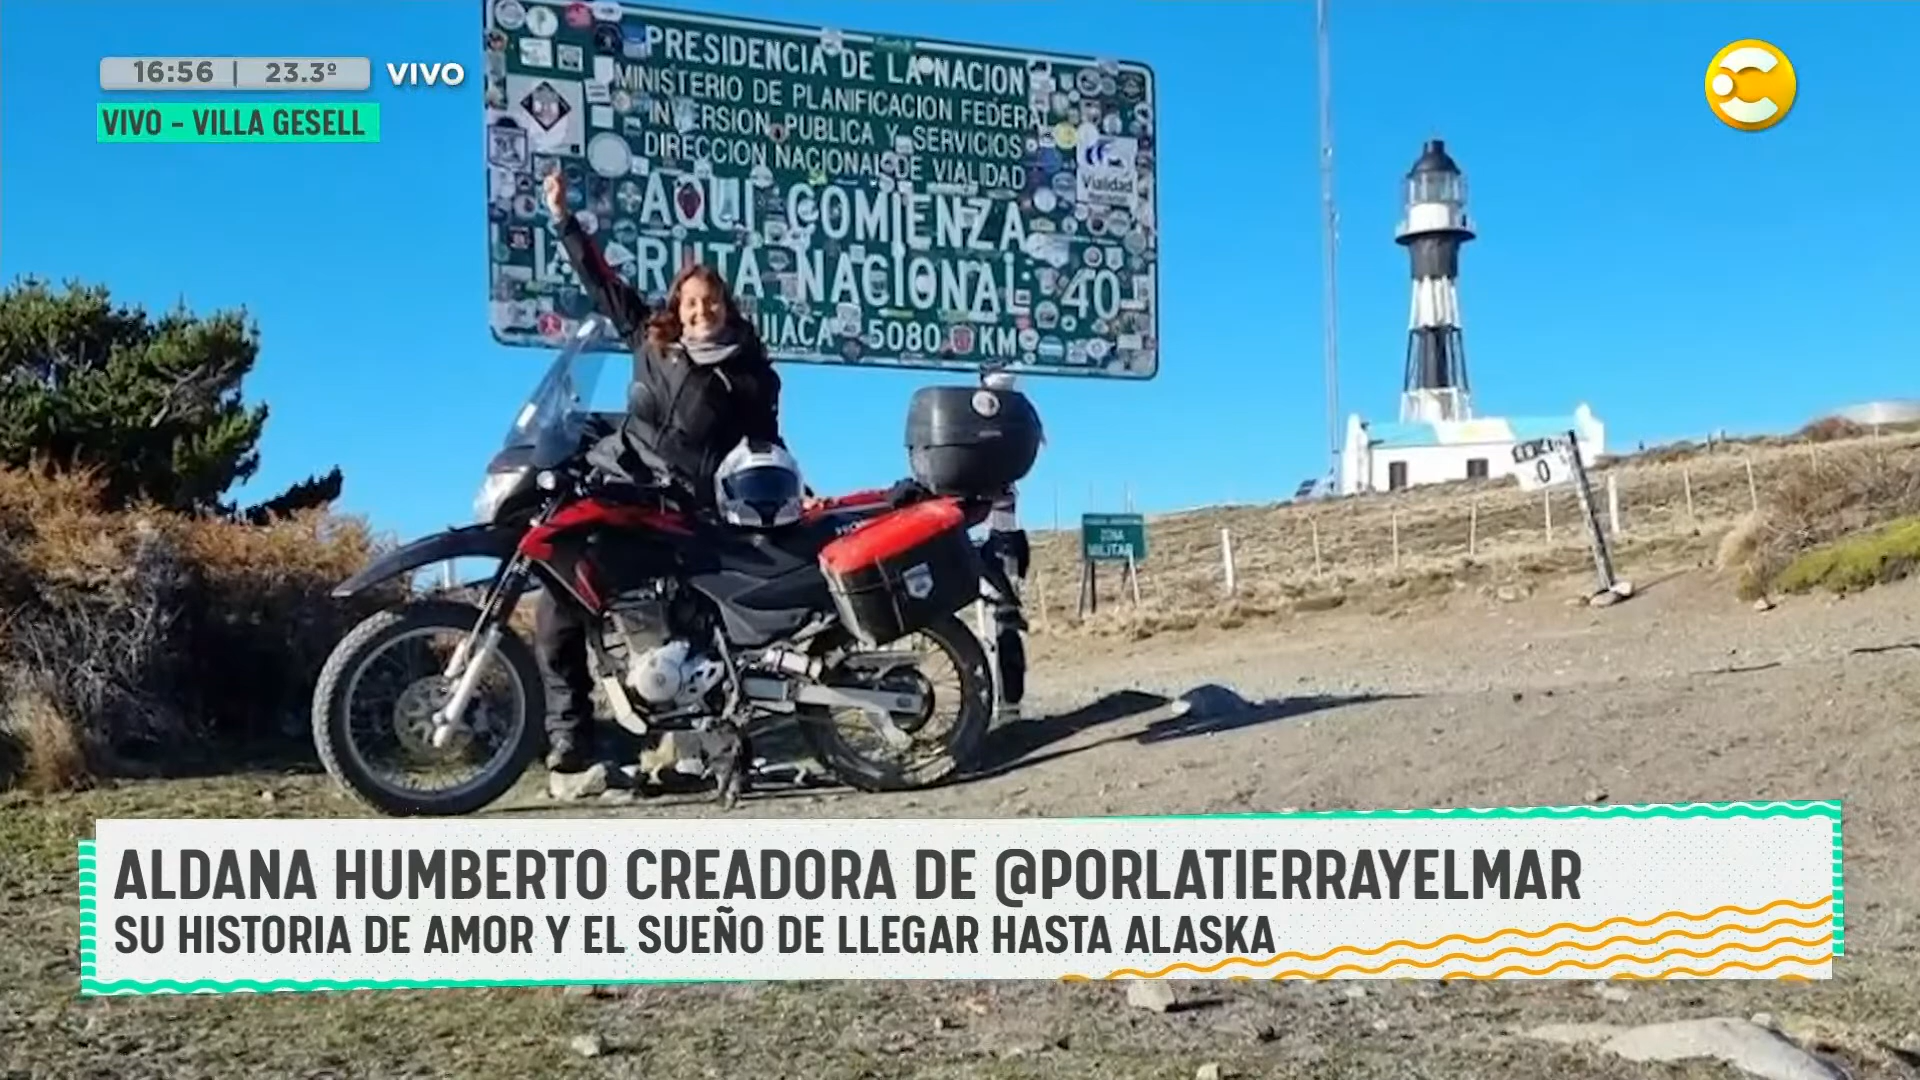 16:56 | 23.3º VIVO
VIVO - VILLA GESELL
PRESIDENCIA DE LA NACION
MINISTERIO DE PLANIFICACION FEDERAL
INVERSION PUBLICA Y SERVICIOS
DIRECCION NACIONAL DE VIALIDAD
Vialidad
AQUI COMIENZA
LA RUTA NACIONAL 40
5080 KM
0
ZONA
MILITAR
ALDANA HUMBERTO CREADORA DE @PORLATIERRAYELMAR
SU HISTORIA DE AMOR Y EL SUEÑO DE LLEGAR HASTA ALASKA